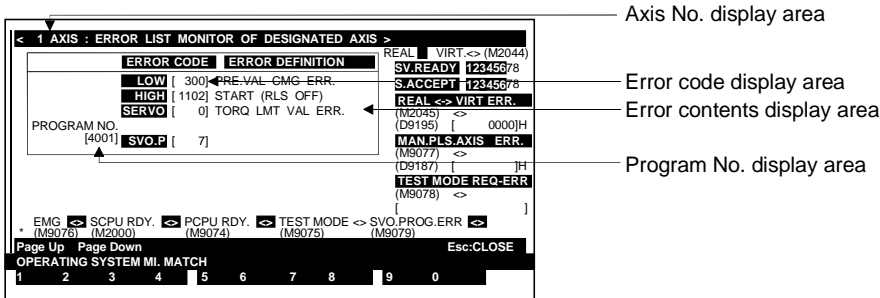 Axis No. display area
< 1 AXIS : ERROR LIST MONITOR OF DESIGNATED AXIS >
REAL VIRT.<> (M2044)
ERROR CODE ERROR DEFINITION
SV.READY 12345678
LOW [ 300] PRE.VAL CMG ERR.
S.ACCEPT 12345678
Error code display area
HIGH [ 1102] START (RLS OFF)
REAL <-> VIRT ERR.
SERVO [ 0] TORQ LMT VAL ERR.
(M2045) <>
Error contents display area
(D9195) [ 0000]H
PROGRAM NO.
[4001] SVO.P [ 7]
MAN.PLS.AXIS ERR.
(M9077) <>
(D9187) [ ]H
Program No. display area
TEST MODE REQ-ERR
(M9078) <>
[ ]
EMG <> SCPU RDY. <> PCPU RDY. <> TEST MODE <> SVO.PROG.ERR <>
* (M9076) (M2000) (M9074) (M9075) (M9079)
Page Up Page Down Esc:CLOSE
OPERATING SYSTEM MI. MATCH
1 2 3 4 5 6 7 8 9 0